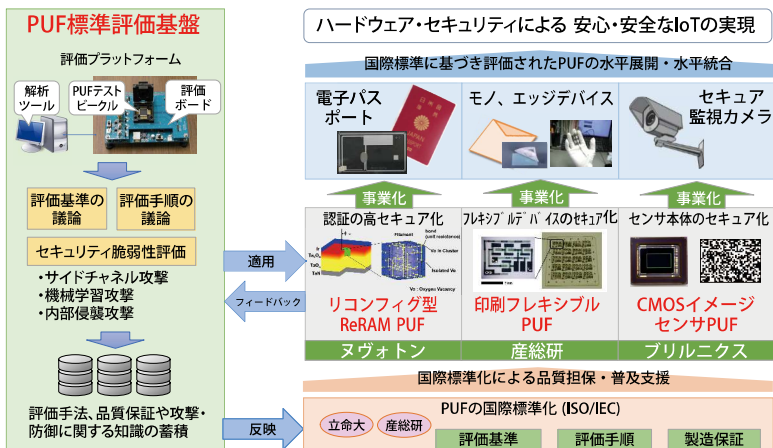 PUF標準評価基盤
評価プラットフォーム
解析
ツール
PUFテスト
ビークル
評価
ボード
評価基準の
議論
評価手順の
議論
セキュリティ脆弱性評価
・サイドチャネル攻撃
・機械学習攻撃
・内部侵襲攻撃
評価手法、品質保証や攻撃・
防御に関する知識の蓄積
適用
フィードバック
反映
ハードウェア・セキュリティによる 安心・安全なIoTの実現
国際標準に基づき評価されたPUFの水平展開・水平統合
電子パス
ポート
モノ、エッジデバイス
セキュア
監視カメラ
事業化
事業化
事業化
認証の高セキュア化
Filament
(unit resistance)
Vo in Cluster
Isolated Vo
Vo : Oxygen Vacancy
リコンフィグ型
ReRAM PUF
ヌヴォトン
フレキシブルデバイスのセキュア化
印刷フレキシブル
PUF
産総研
センサ本体のセキュア化
CMOSイメージ
センサPUF
ブリルニクス
国際標準化による品質担保・普及支援
PUFの国際標準化 (ISO/IEC)
立命大
産総研
評価基準
評価手順
製造保証